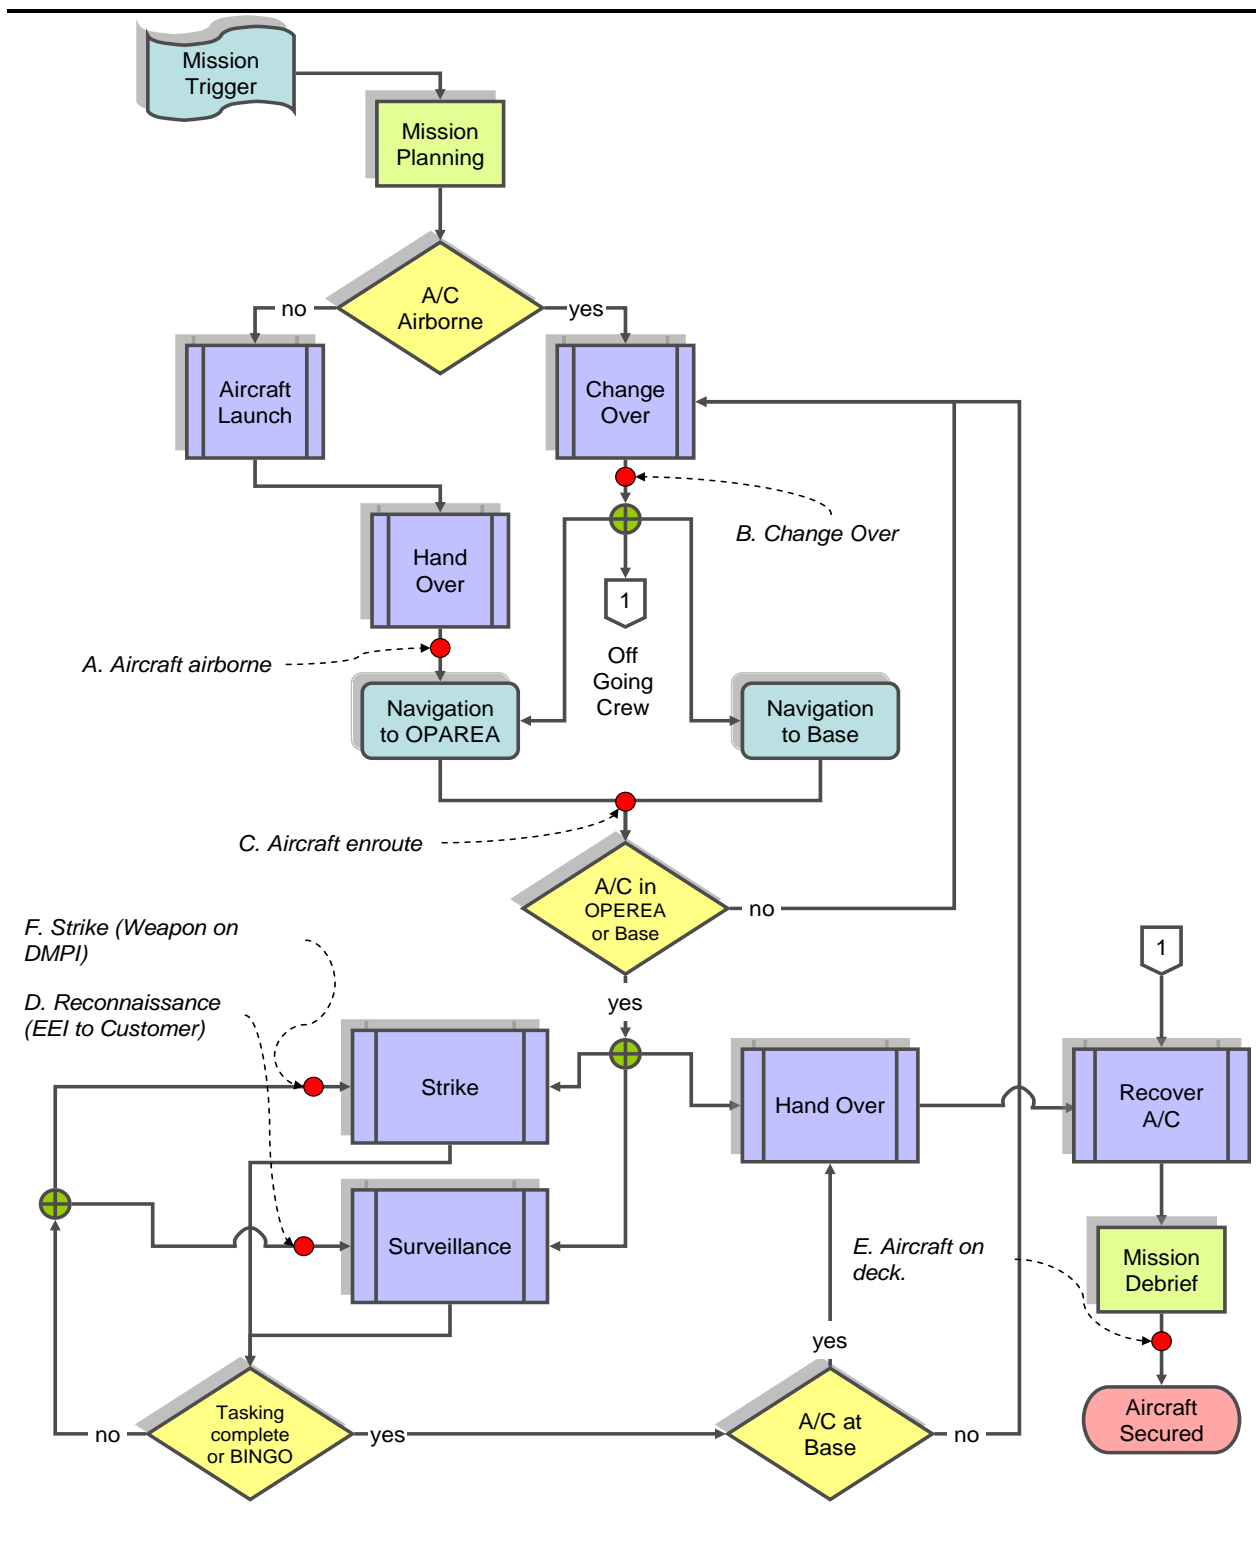 Mission
Trigger
Mission
Planning
A/C
Airborne
no
yes
Aircraft
Launch
Change
Over
Hand
Over
B. Change Over
1
Off
Going
Crew
A. Aircraft airborne
Navigation
to OPAREA
Navigation
to Base
C. Aircraft enroute
A/C in
OPEREA
or Base
no
yes
F. Strike (Weapon on
DMPI)
D. Reconnaissance
(EEI to Customer)
1
Strike
Hand Over
Recover
A/C
Surveillance
E. Aircraft on
deck.
Mission
Debrief
yes
Tasking
complete
or BINGO
no
yes
A/C at
Base
no
Aircraft
Secured